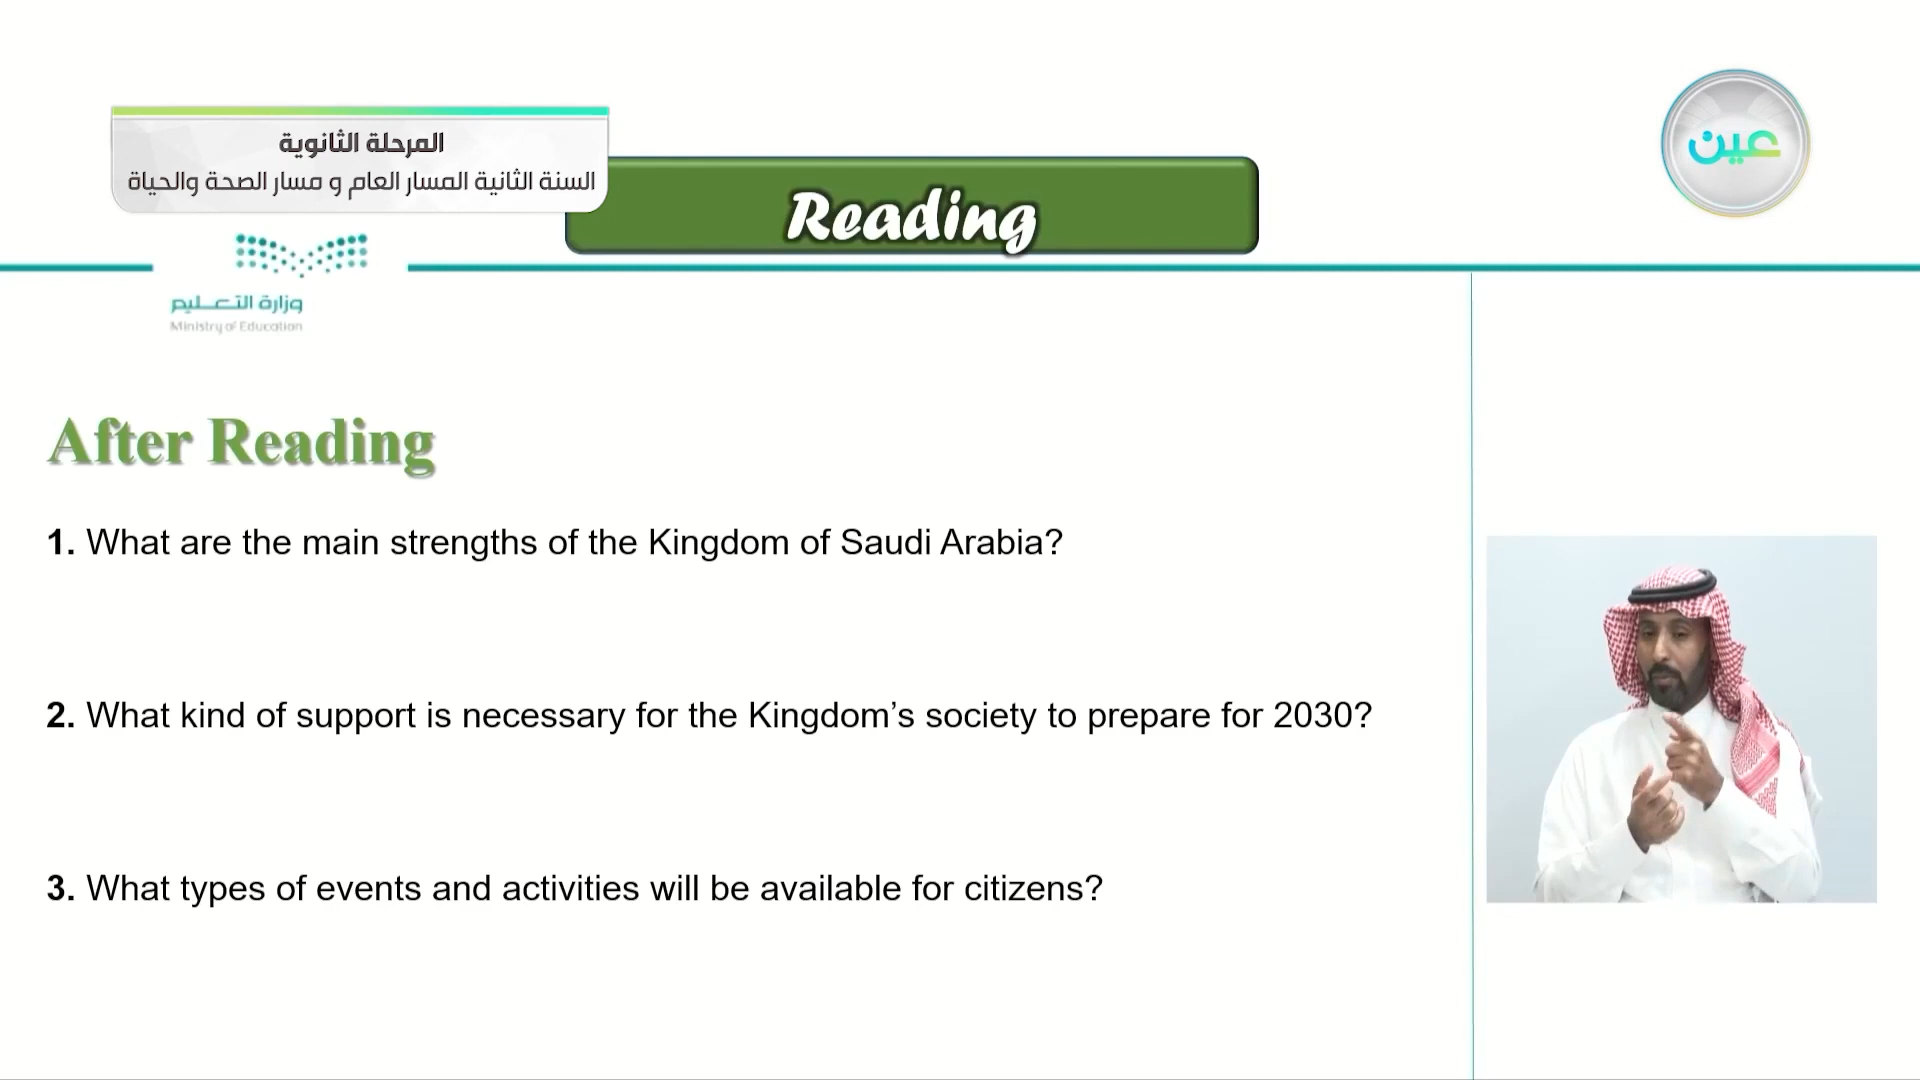 المرحلة الثانوية
السنة الثانية المسار العام و مسار الصحة والحياة
عين
Reading
وزارة التعليم
Ministry of Education
After Reading
1. What are the main strengths of the Kingdom of Saudi Arabia?
2. What kind of support is necessary for the Kingdom’s society to prepare for 2030?
3. What types of events and activities will be available for citizens?